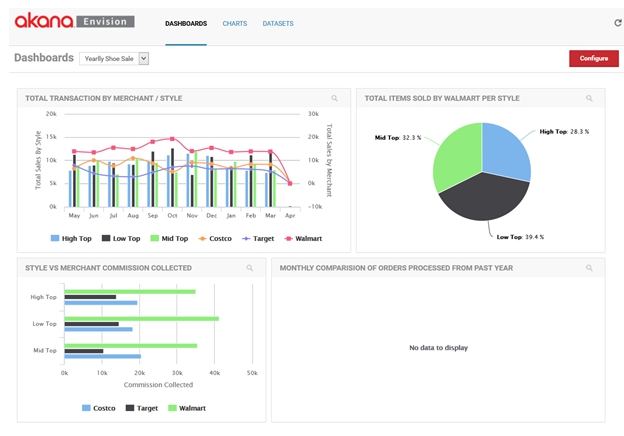 akana Envision
DASHBOARDS CHARTS DATASETS
Dashboards Yearlly Shoe Sale
Configure
TOTAL TRANSACTION BY MERCHANT / STYLE
20k
15k
10k
5k
0k
Total Sales By Style
30k
20k
10k
0k
-10k
Total Sales by Merchant
May Jun Jul Aug Sep Oct Nov Dec Jan Feb Mar Apr
High Top Low Top Mid Top Costco Target Walmart
TOTAL ITEMS SOLD BY WALMART PER STYLE
Mid Top: 32.3 %
High Top: 28.3 %
Low Top: 39.4 %
STYLE VS MERCHANT COMMISSION COLLECTED
High Top
Low Top
Mid Top
0k 10k 20k 30k 40k 50k
Commission Collected
Costco Target Walmart
MONTHLY COMPARISION OF ORDERS PROCESSED FROM PAST YEAR
No data to display